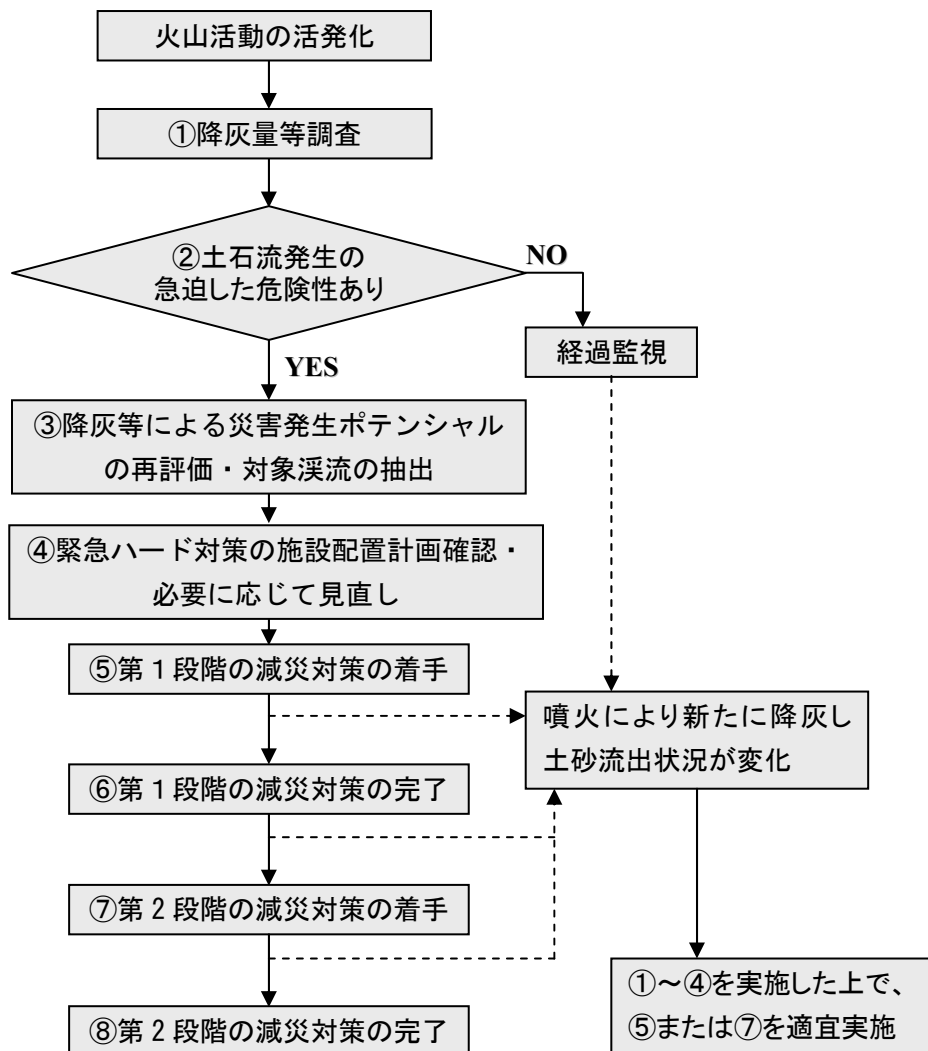 火山活動の活発化
①降灰量等調査
②土石流発生の
急迫した危険性あり
NO
経過監視
YES
③降灰等による災害発生ポテンシャル
の再評価・対象渓流の抽出
④緊急ハード対策の施設配置計画確認・
必要に応じて見直し
⑤第1段階の減災対策の着手
噴火により新たに降灰し
土砂流出状況が変化
⑥第1段階の減災対策の完了
⑦第2段階の減災対策の着手
⑧第2段階の減災対策の完了
①～④を実施した上で、
⑤または⑦を適宜実施